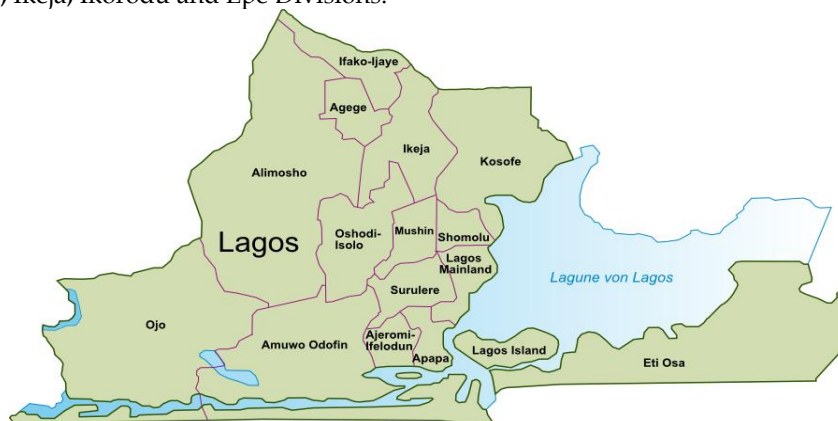 , Ikeja, Ikorodu and Epe Divisions.
Ifako-Ijaye
Agege
Ikeja
Kosofe
Alimosho
Lagos
Oshodi-
Isolo
Mushin
Shomolu
Lagos
Mainland
Lagune von Lagos
Surulere
Ojo
Amuwo Odofin
Ajeromi-
Ifelodun
Apapa
Lagos Island
Eti Osa